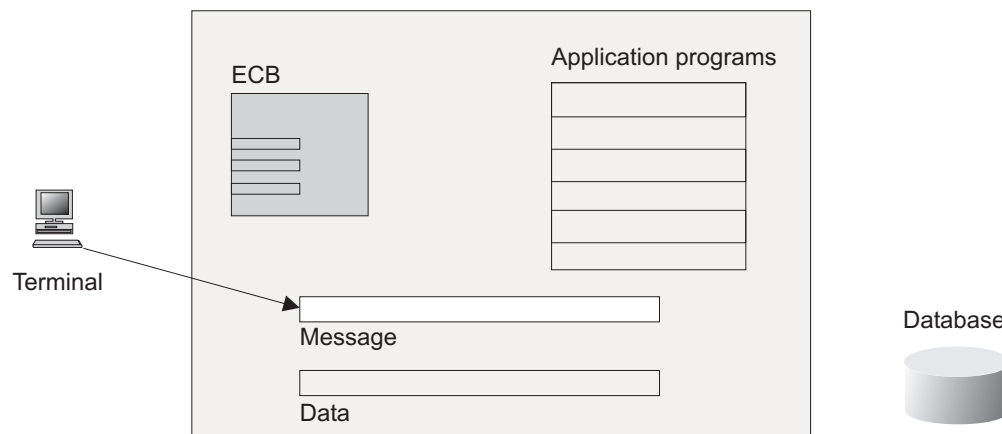 ECB
Application programs
Terminal
Message
Database
Data